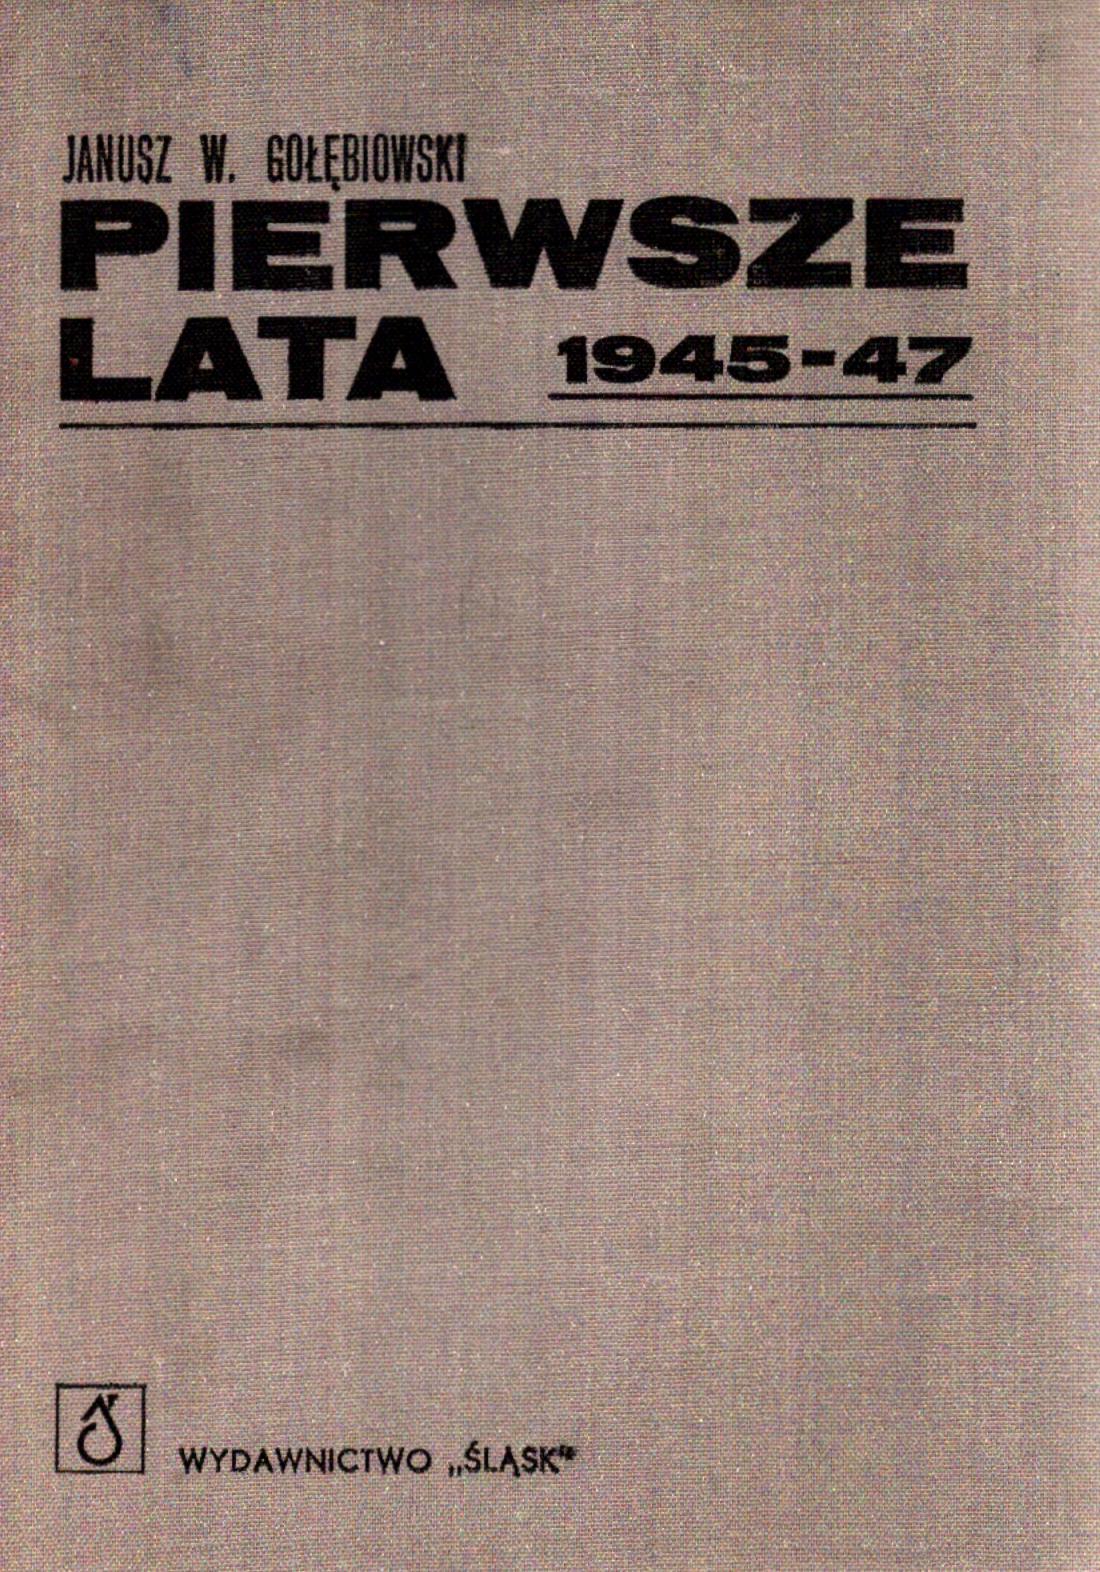 JANUSZ W. GOŁĘBIOWSKI
PIERWSZE
LATA 1945-47
WYDAWNICTWO „ŚLĄSK"